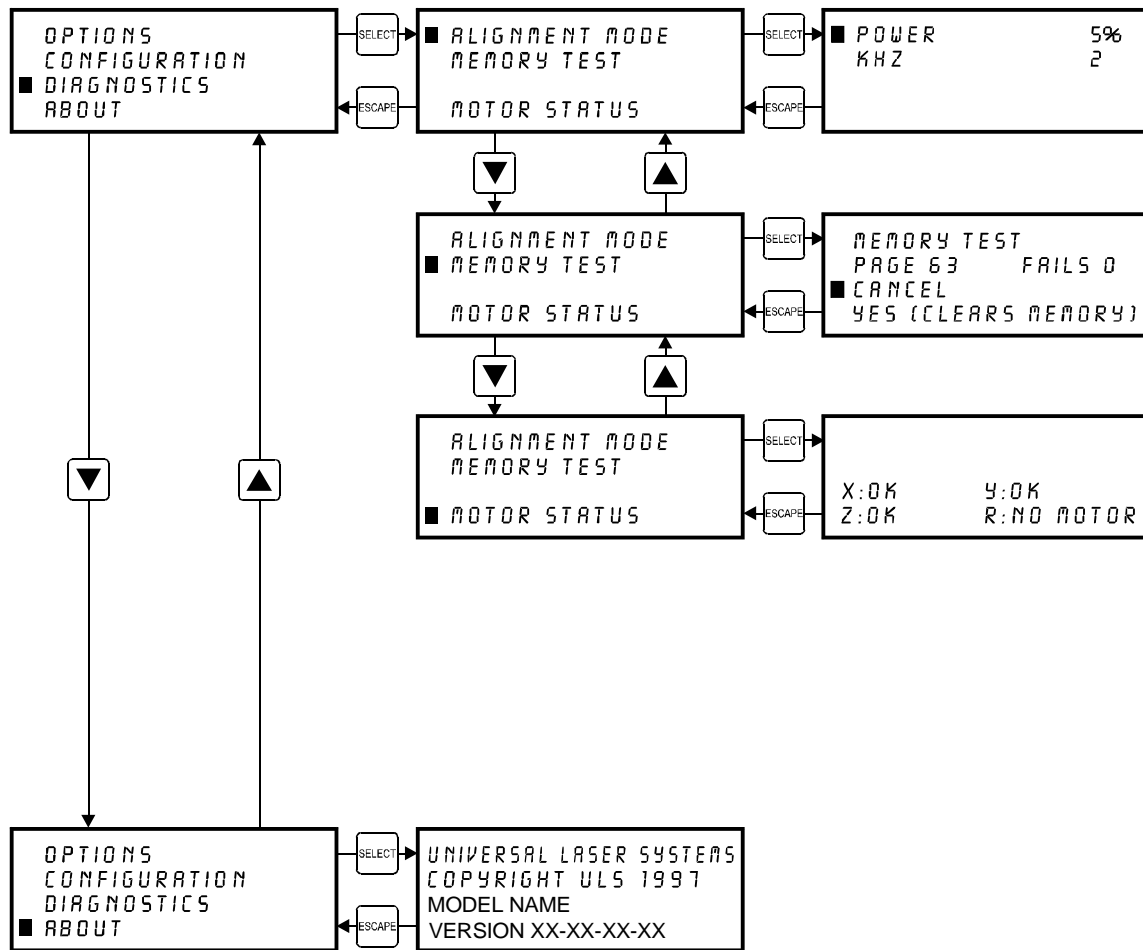 OPTIONS
CONFIGURATION
DIAGNOSTICS
ABOUT
SELECT
ESCAPE
ALIGNMENT MODE
MEMORY TEST
MOTOR STATUS
SELECT
ESCAPE
POWER 5%
KHZ 2
ALIGNMENT MODE
MEMORY TEST
MOTOR STATUS
SELECT
ESCAPE
MEMORY TEST
PAGE 63 FAILS 0
CANCEL
YES (CLEARS MEMORY)
ALIGNMENT MODE
MEMORY TEST
MOTOR STATUS
SELECT
ESCAPE
X:OK Y:OK
Z:OK R:NO MOTOR
OPTIONS
CONFIGURATION
DIAGNOSTICS
ABOUT
SELECT
ESCAPE
UNIVERSAL LASER SYSTEMS
COPYRIGHT ULS 1997
MODEL NAME
VERSION XX-XX-XX-XX